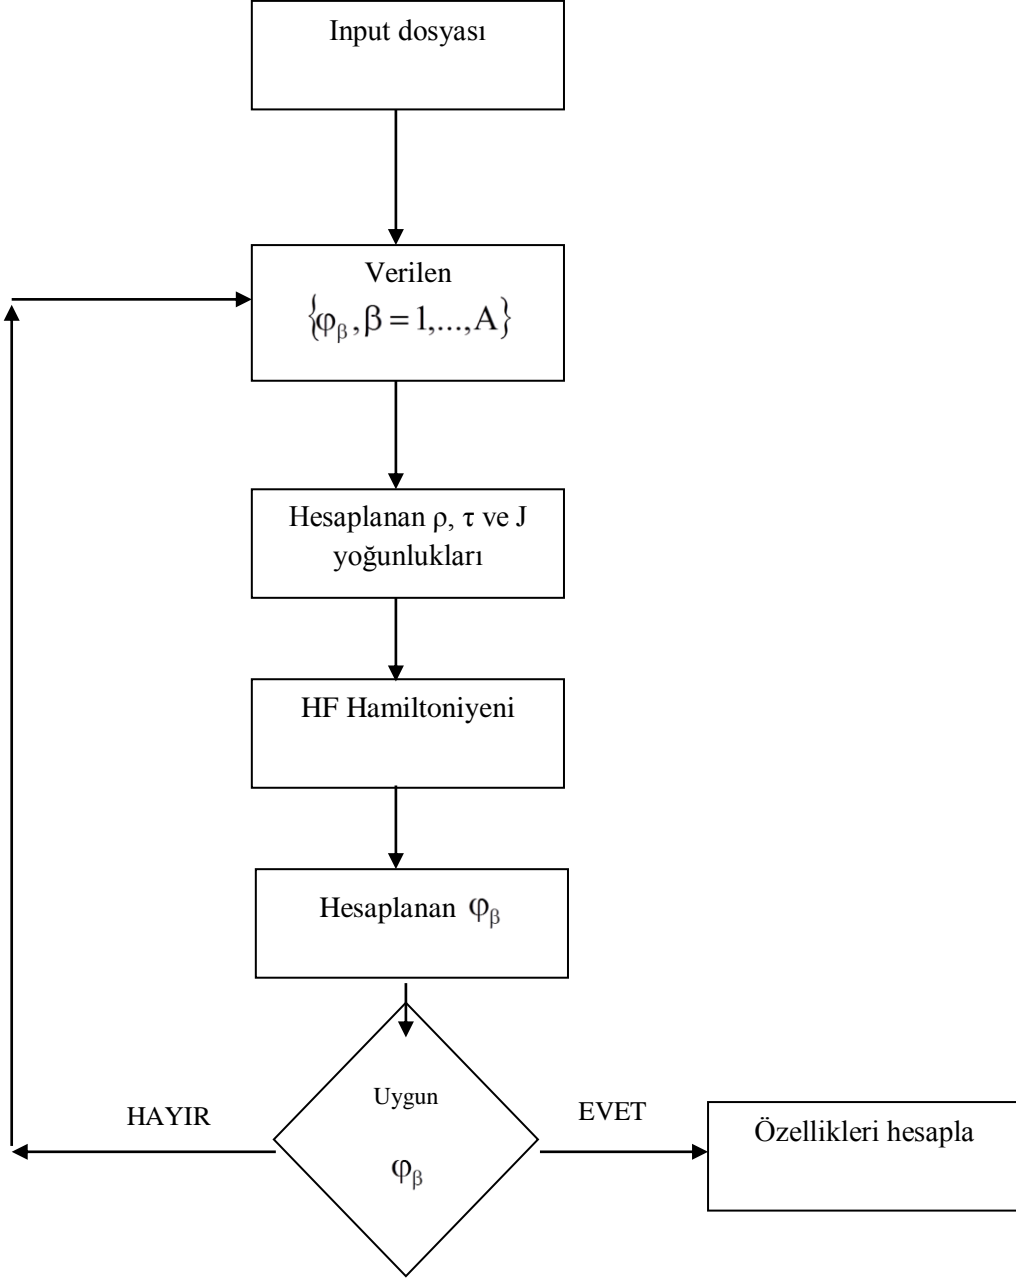 Input dosyası
Verilen
{φβ, β = 1,..., A}
Hesaplanan ρ, τ ve J
yoğunlukları
HF Hamiltoniyeni
Hesaplanan φβ
Uygun
φβ
HAYIR
EVET
Özellikleri hesapla